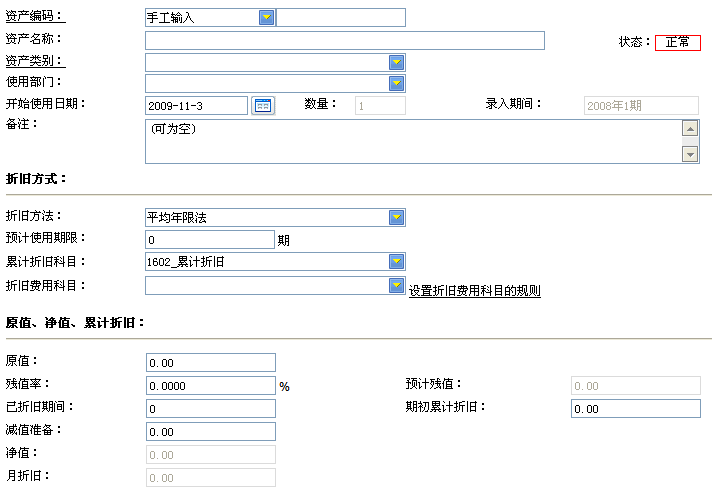 资产编码： 手工输入
资产名称： 状态： 正常
资产类别：
使用部门：
开始使用日期： 2009-11-3 数量： 1 录入期间： 2008年1期
备注： (可为空)
折旧方式：
折旧方法： 平均年限法
预计使用期限： 0 期
累计折旧科目： 1602_累计折旧
折旧费用科目： 设置折旧费用科目的规则
原值、净值、累计折旧：
原值： 0.00
残值率： 0.0000 % 预计残值： 0.00
已折旧期间： 0 期初累计折旧： 0.00
减值准备： 0.00
净值： 0.00
月折旧： 0.00